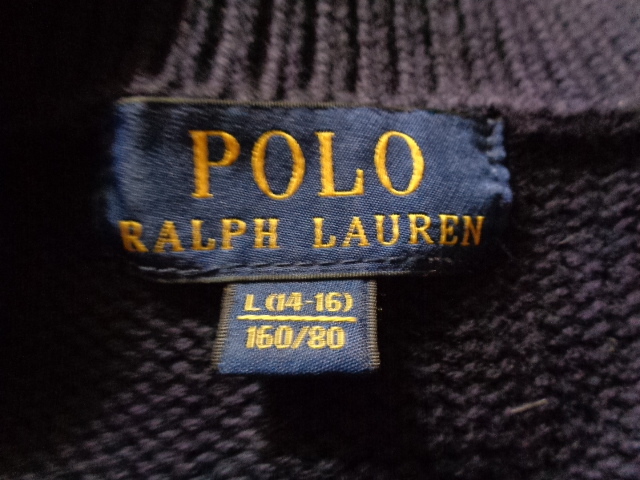 POLO
RALPH LAUREN
L (14-16)
160/80